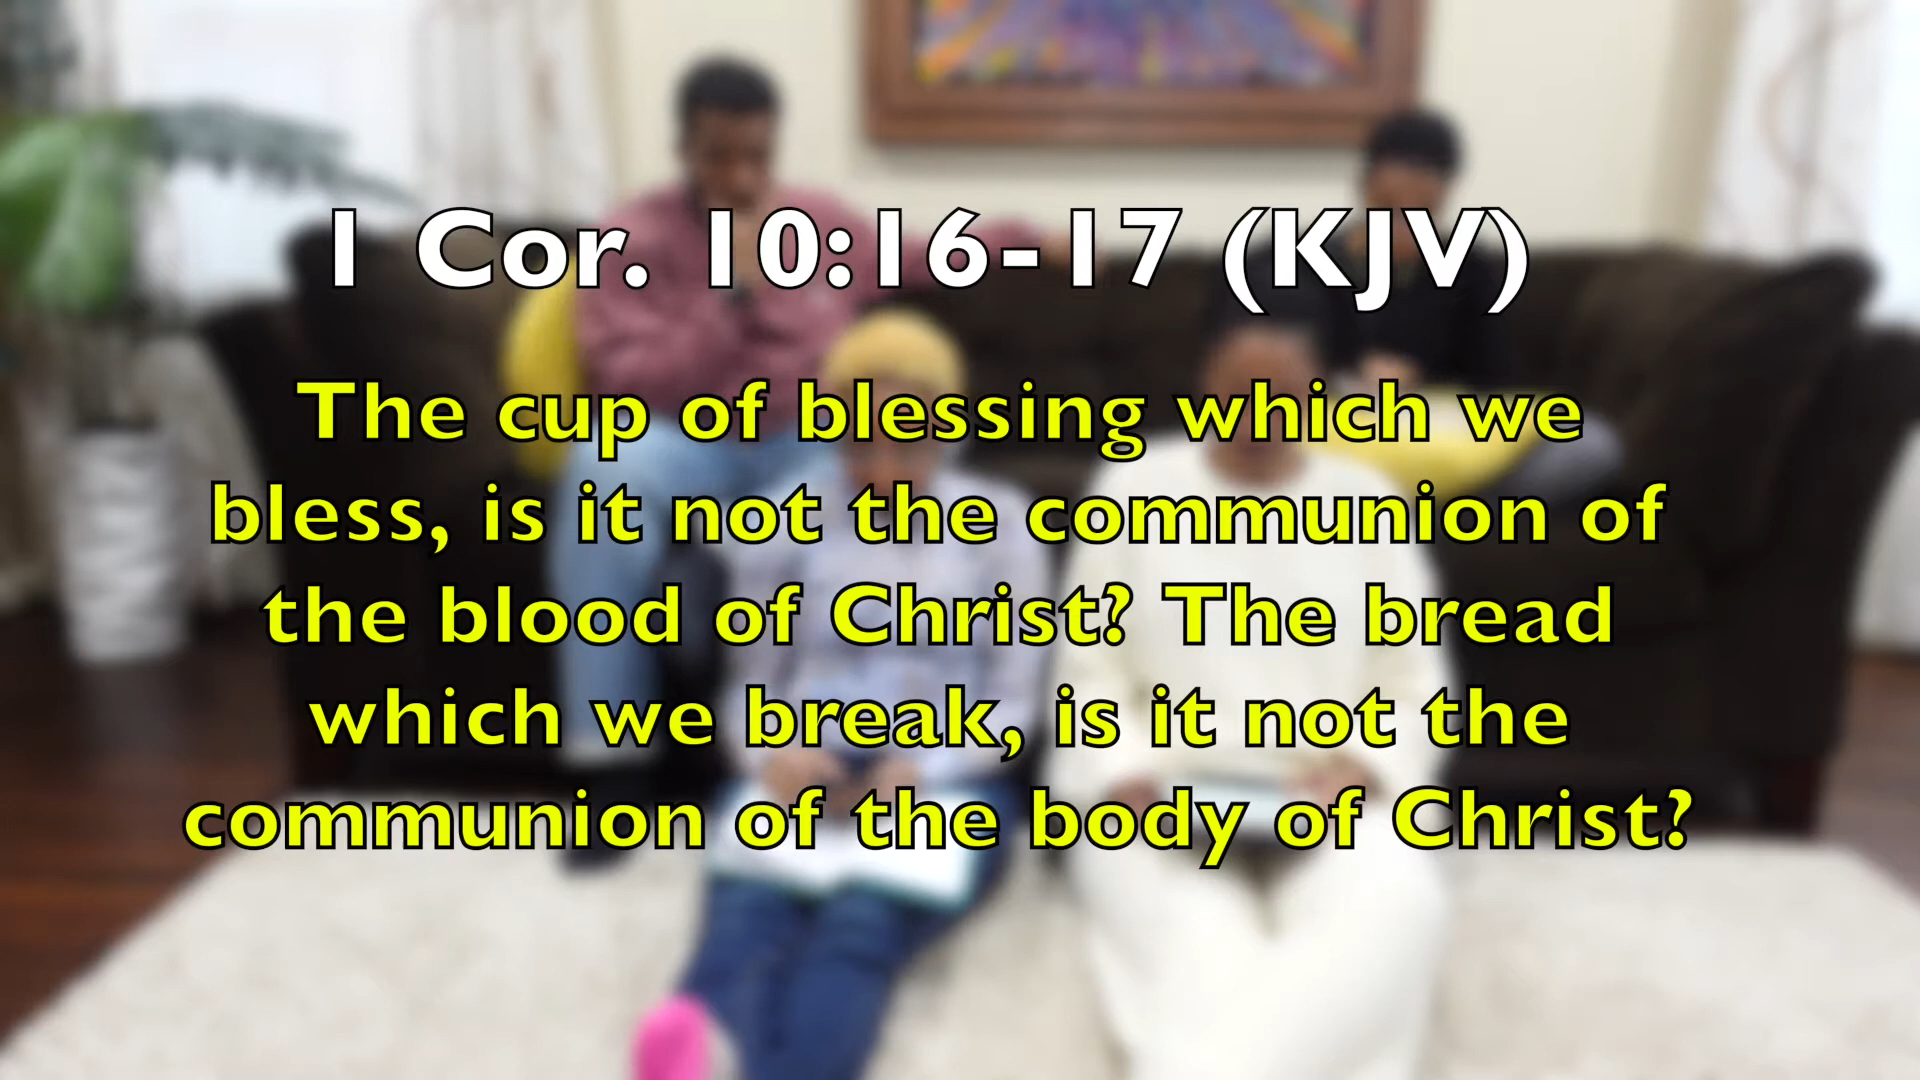 1 Cor. 10:16-17 (KJV)
The cup of blessing which we
bless, is it not the communion of
the blood of Christ? The bread
which we break, is it not the
communion of the body of Christ?